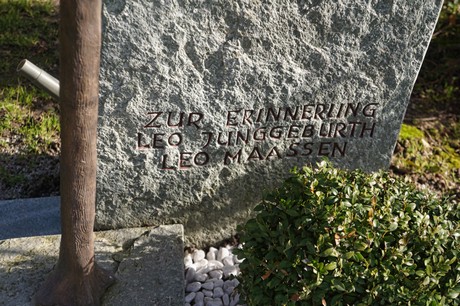 ZUR ERINNERUNG
LEO JUNGGEBURTH
LEO MAASSEN